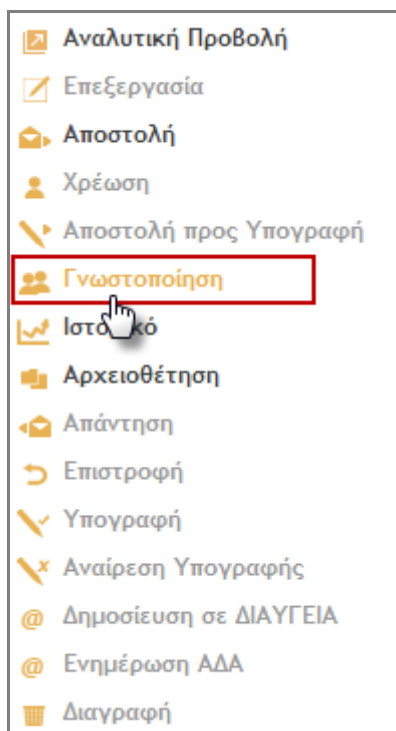 Αναλυτική Προβολή
Επεξεργασία
Αποστολή
Χρέωση
Αποστολή προς Υπογραφή
Γνωστοποίηση
Αρχειοθέτηση
Απάντηση
Επιστροφή
Υπογραφή
Αναίρεση Υπογραφής
@ Δημοσίευση σε ΔΙΑΥΓΕΙΑ
@ Ενημέρωση ΑΔΑ
Διαγραφή